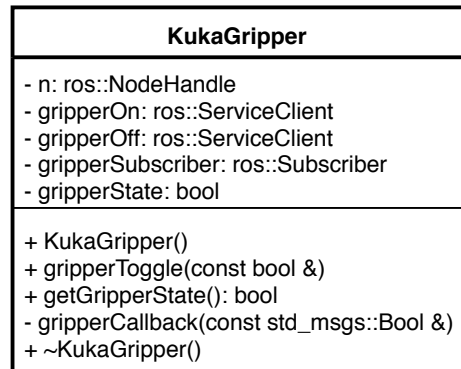 KukaGripper
- n: ros::NodeHandle
- gripperOn: ros::ServiceClient
- gripperOff: ros::ServiceClient
- gripperSubscriber: ros::Subscriber
- gripperState: bool
+ KukaGripper()
+ gripperToggle(const bool &)
+ getGripperState(): bool
- gripperCallback(const std_msgs::Bool &)
+ ~KukaGripper()